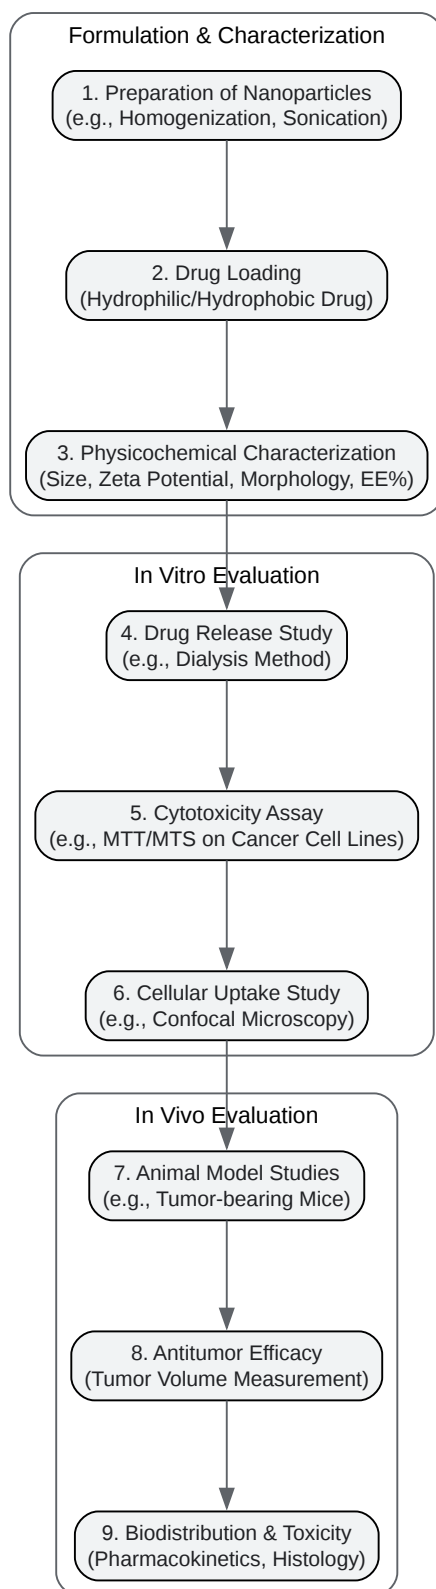 Formulation & Characterization
1. Preparation of Nanoparticles
(e.g., Homogenization, Sonication)
2. Drug Loading
(Hydrophilic/Hydrophobic Drug)
3. Physicochemical Characterization
(Size, Zeta Potential, Morphology, EE%)
In Vitro Evaluation
4. Drug Release Study
(e.g., Dialysis Method)
5. Cytotoxicity Assay
(e.g., MTT/MTS on Cancer Cell Lines)
6. Cellular Uptake Study
(e.g., Confocal Microscopy)
In Vivo Evaluation
7. Animal Model Studies
(e.g., Tumor-bearing Mice)
8. Antitumor Efficacy
(Tumor Volume Measurement)
9. Biodistribution & Toxicity
(Pharmacokinetics, Histology)